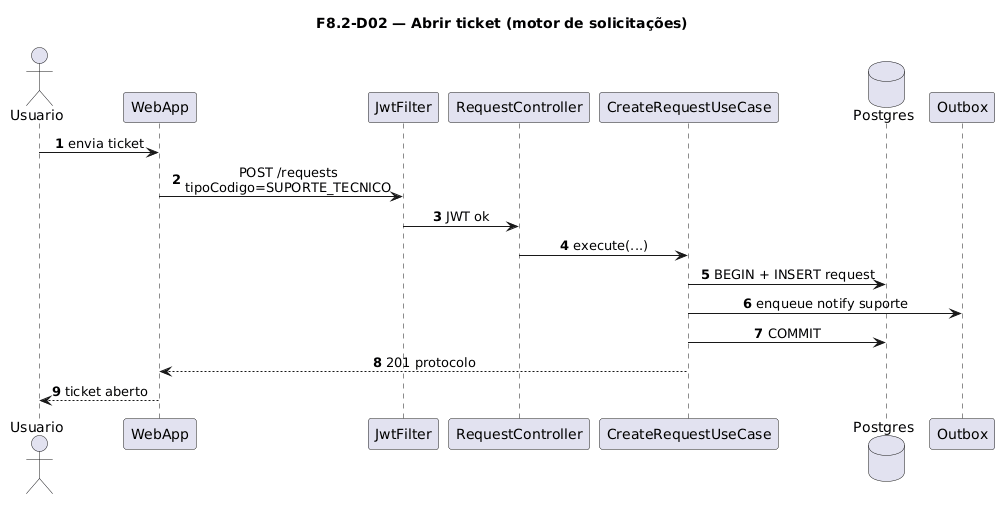 F8.2-D02 — Abrir ticket (motor de solicitações)
Usuario
WebApp
JwtFilter
RequestController
CreateRequestUseCase
Postgres
Outbox
1 envia ticket
POST /requests
2 tipoCodigo=SUPORTE_TECNICO
3 JWT ok
4 execute(...)
5 BEGIN + INSERT request
6 enqueue notify suporte
7 COMMIT
8 201 protocolo
9 ticket aberto
Usuario
WebApp
JwtFilter
RequestController
CreateRequestUseCase
Postgres
Outbox